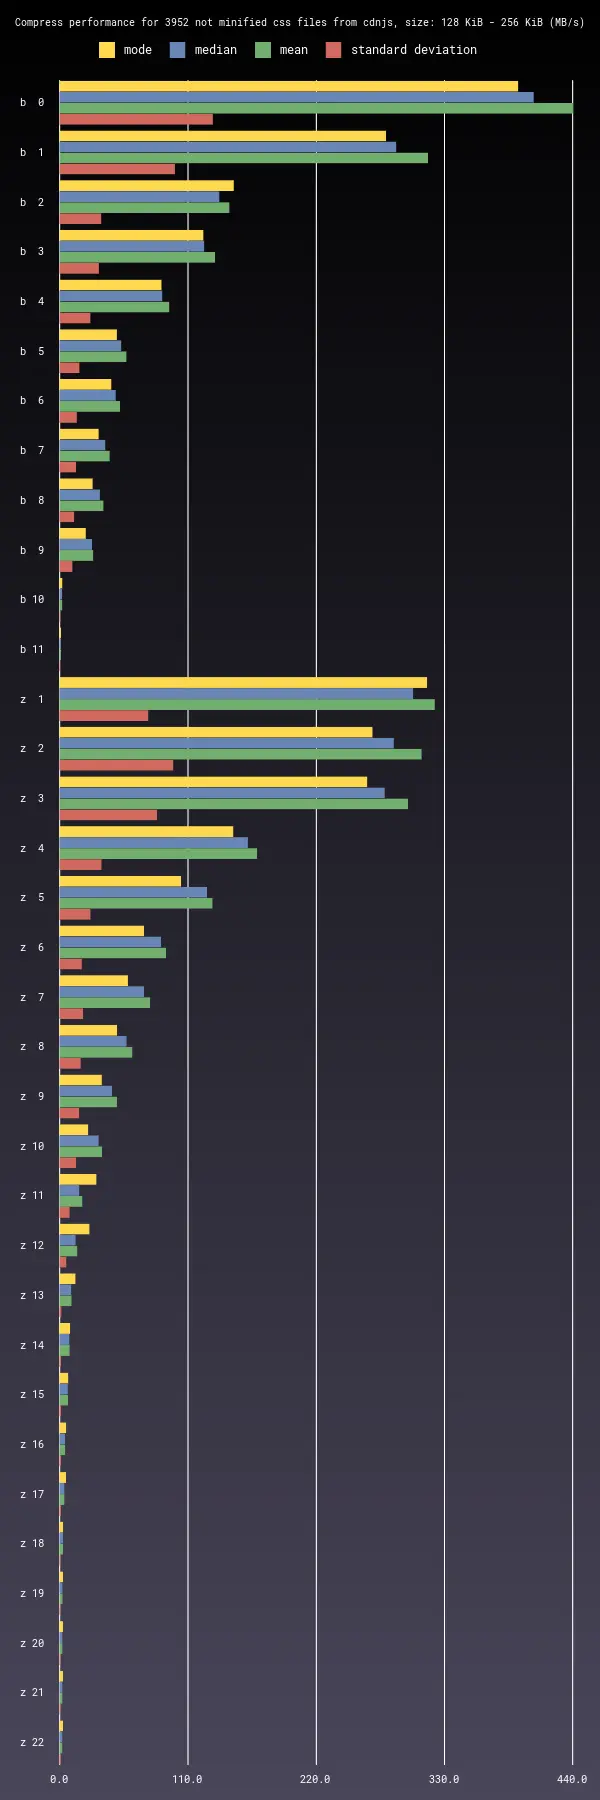 Compress performance for 3952 not minified css files from cdnjs, size: 128 KiB - 256 KiB (MB/s)
mode median mean standard deviation
b 0
b 1
b 2
b 3
b 4
b 5
b 6
b 7
b 8
b 9
b 10
b 11
z 1
z 2
z 3
z 4
z 5
z 6
z 7
z 8
z 9
z 10
z 11
z 12
z 13
z 14
z 15
z 16
z 17
z 18
z 19
z 20
z 21
z 22
0.0 110.0 220.0 330.0 440.0